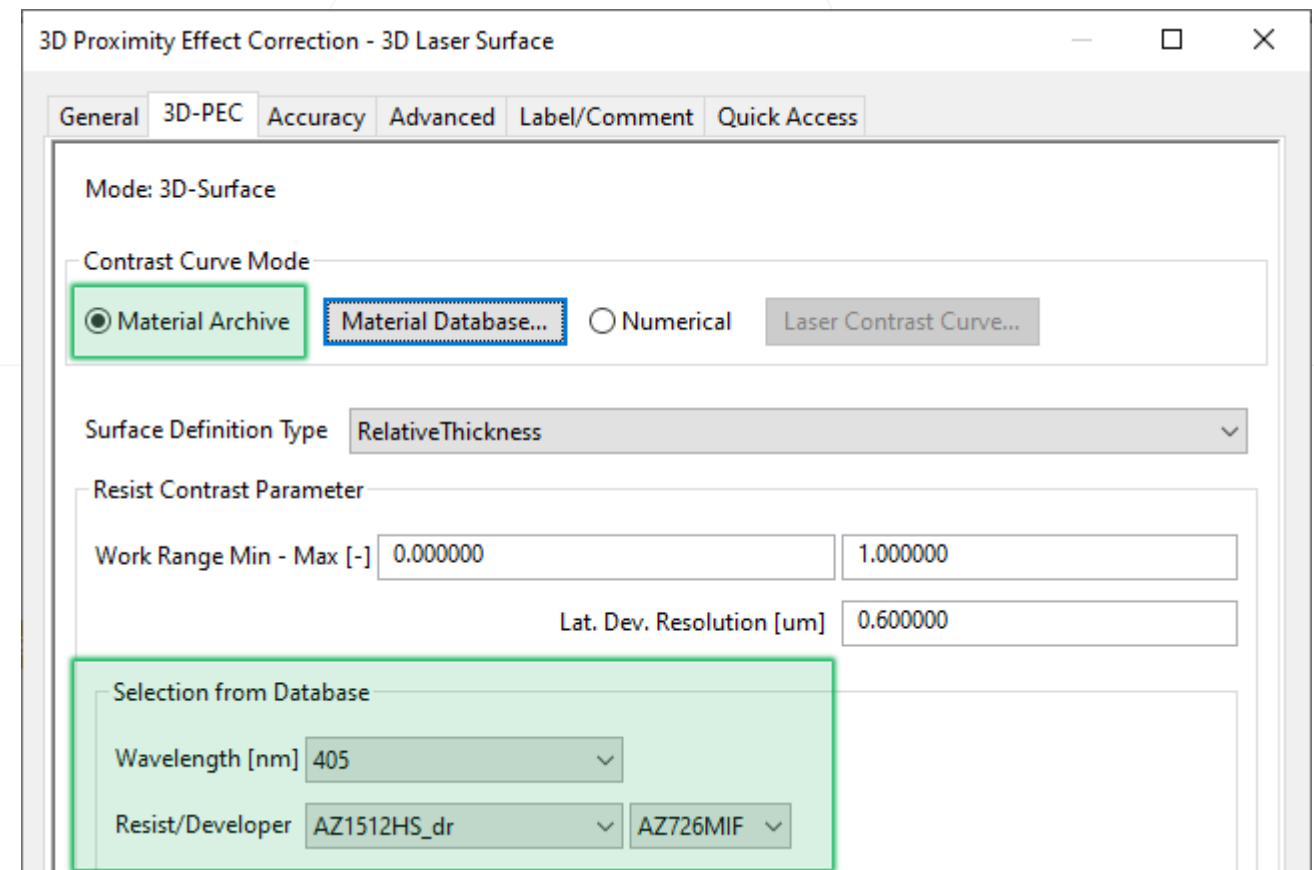 3D Proximity Effect Correction - 3D Laser Surface
General 3D-PEC Accuracy Advanced Label/Comment Quick Access
Mode: 3D-Surface
Contrast Curve Mode
Material Archive Material Database... Numerical Laser Contrast Curve...
Surface Definition Type RelativeThickness
Resist Contrast Parameter
Work Range Min - Max [-] 0.000000 1.000000
Lat. Dev. Resolution [um] 0.600000
Selection from Database
Wavelength [nm] 405
Resist/Developer AZ1512HS_dr AZ726MIF